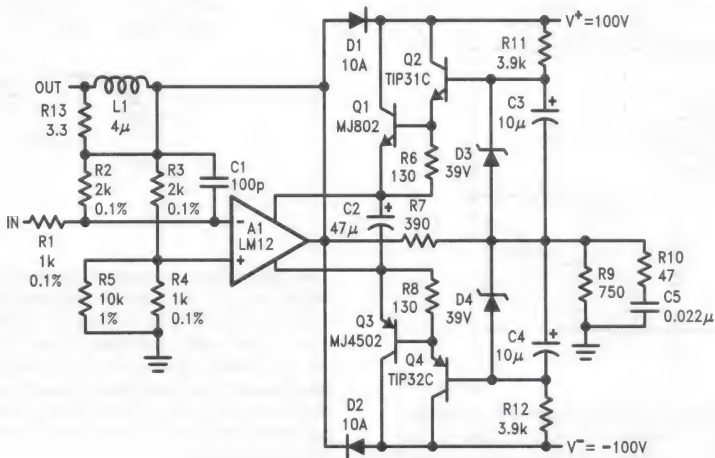 V⁺=100V
D1
10A
Q2
TIP31C
R11
3.9k
OUT
L1
4μ
R13
3.3
Q1
MJ802
C3
10μ
R2
2k
0.1%
R3
2k
0.1%
C1
100p
R6
130
D3
39V
IN
R1
1k
0.1%
A1
LM12
C2
47μ
R7
390
R5
10k
1%
R4
1k
0.1%
R8
130
D4
39V
R9
750
R10
47
C5
0.022μ
Q3
MJ4502
Q4
TIP32C
C4
10μ
D2
10A
R12
3.9k
V⁻= -100V